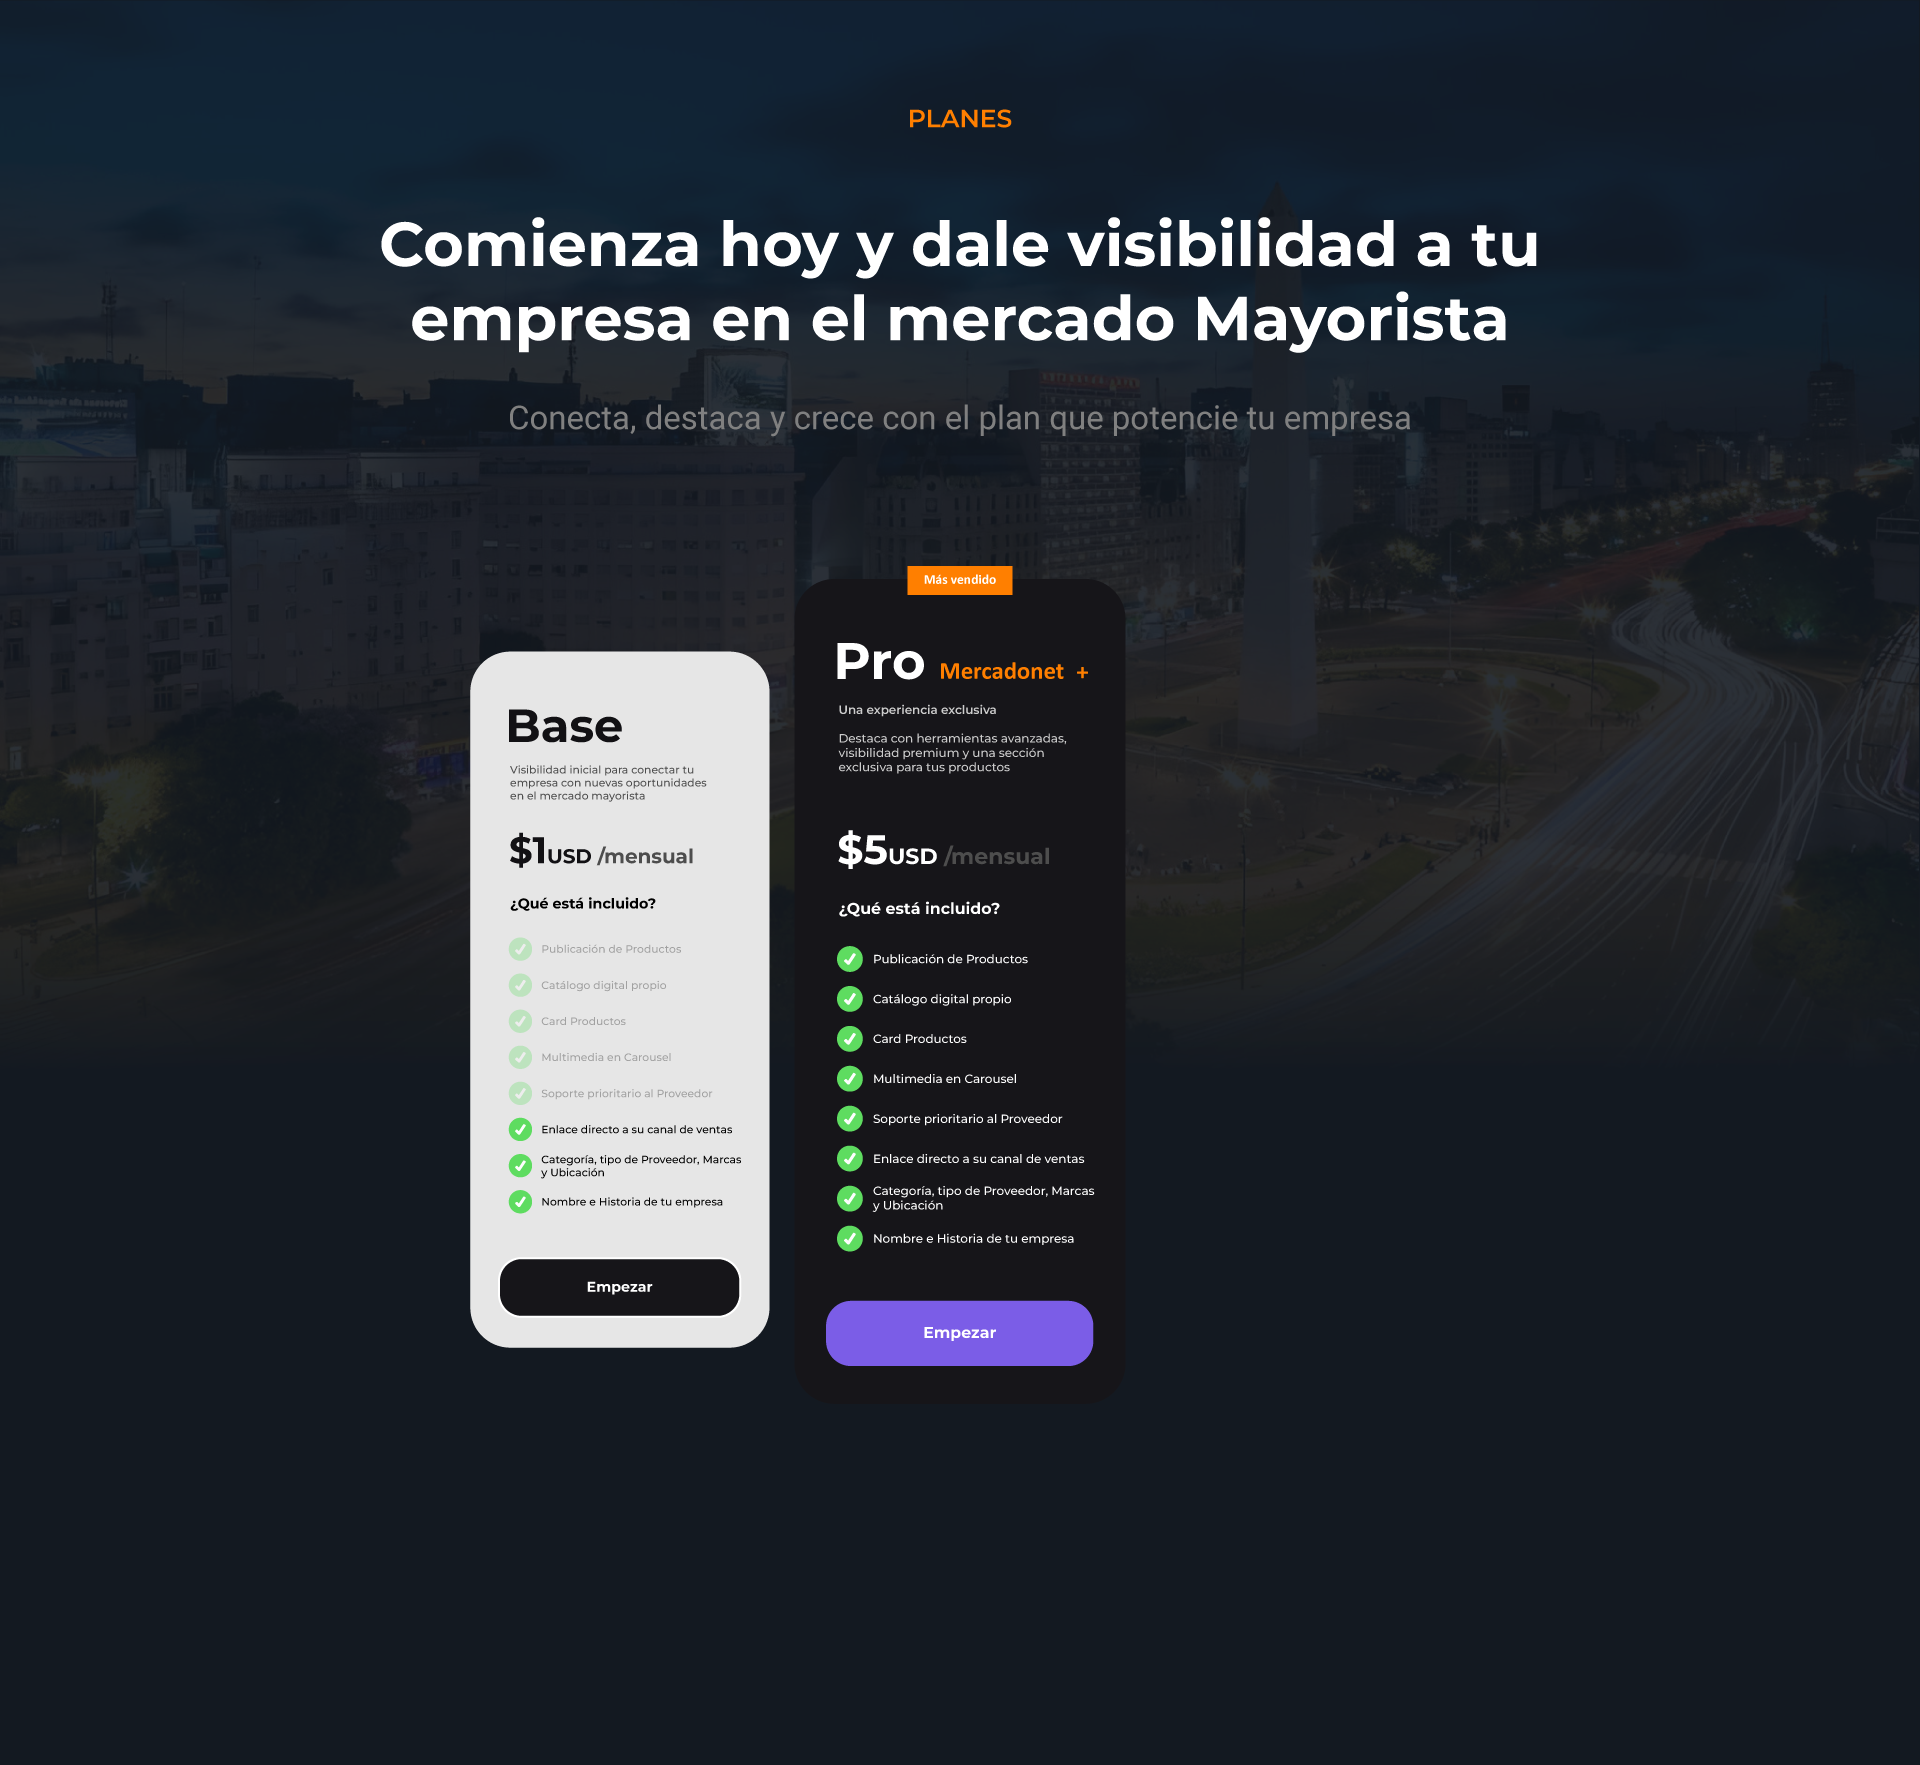 PLANES
Comienza hoy y dale visibilidad a tu
empresa en el mercado Mayorista
Conecta, destaca y crece con el plan que potencie tu empresa
Base
Visibilidad inicial para conectar tu
empresa con nuevas oportunidades
en el mercado mayorista
$1USD /mensual
¿Qué está incluido?
Publicación de Productos
Catálogo digital propio
Card Productos
Multimedia en Carousel
Soporte prioritario al Proveedor
Enlace directo a su canal de ventas
Categoría, tipo de Proveedor, Marcas
y Ubicación
Nombre e Historia de tu empresa
Empezar
Más vendido
Pro Mercadonet +
Una experiencia exclusiva
Destaca con herramientas avanzadas,
visibilidad premium y una sección
exclusiva para tus productos
$5USD /mensual
¿Qué está incluido?
Publicación de Productos
Catálogo digital propio
Card Productos
Multimedia en Carousel
Soporte prioritario al Proveedor
Enlace directo a su canal de ventas
Categoría, tipo de Proveedor, Marcas
y Ubicación
Nombre e Historia de tu empresa
Empezar